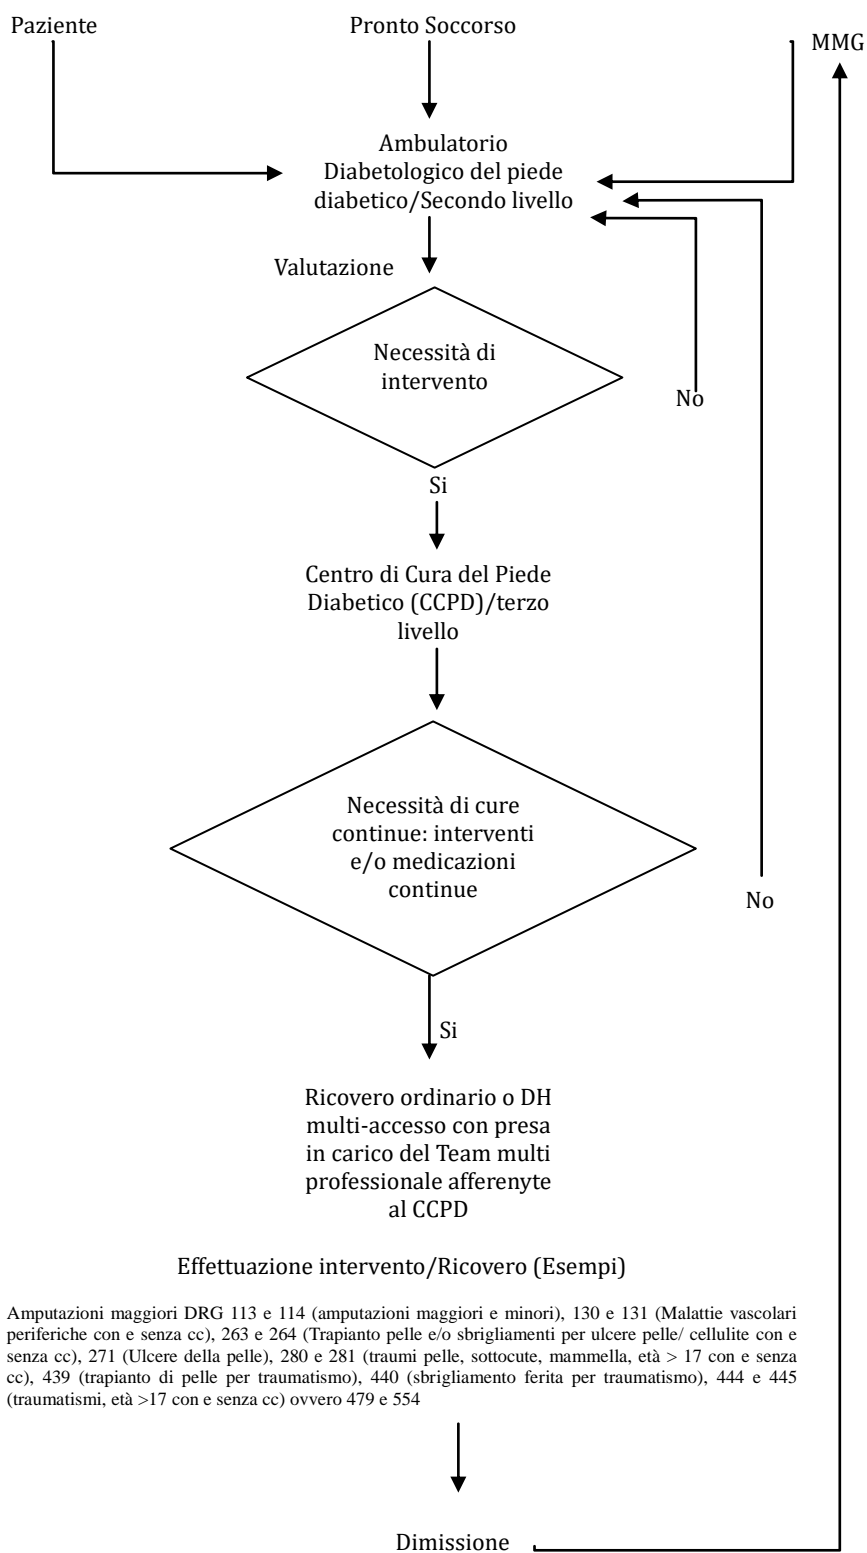 Paziente
Pronto Soccorso
MMG
Ambulatorio
Diabetologico del piede
diabetico/Secondo livello
Valutazione
Necessità di
intervento
No
Si
Centro di Cura del Piede
Diabetico (CCPD)/terzo
livello
Necessità di cure
continue: interventi
e/o medicazioni
continue
No
Si
Ricovero ordinario o DH
multi-accesso con presa
in carico del Team multi
professionale afferenyte
al CCPD
Effettuazione intervento/Ricovero (Esempi)
Amputazioni maggiori DRG 113 e 114 (amputazioni maggiori e minori), 130 e 131 (Malattie vascolari
periferiche con e senza cc), 263 e 264 (Trapianto pelle e/o sbrigliamenti per ulcere pelle/ cellulite con e
senza cc), 271 (Ulcere della pelle), 280 e 281 (traumi pelle, sottocute, mammella, età > 17 con e senza
cc), 439 (trapianto di pelle per traumatismo), 440 (sbrigliamento ferita per traumatismo), 444 e 445
(traumatismi, età >17 con e senza cc) ovvero 479 e 554
Dimissione